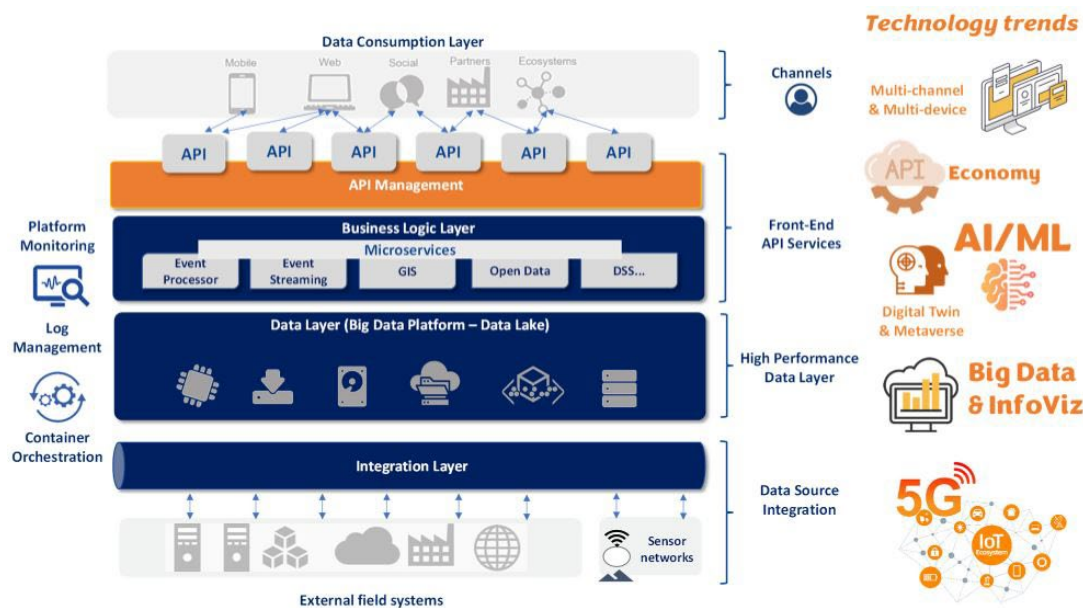 Technology trends
Data Consumption Layer
Mobile
Web
Social
Partners
Ecosystems
Channels
Multi-channel
& Multi-device
API
API
API
API
API
API
API Management
API
Economy
Platform
Monitoring
Business Logic Layer
Microservices
Event
Processor
Event
Streaming
GIS
Open Data
DSS...
Front-End
API Services
AI/ML
Digital Twin
& Metaverse
Log
Management
Data Layer (Big Data Platform – Data Lake)
High Performance
Data Layer
Big Data
& InfoViz
Container
Orchestration
Integration Layer
Data Source
Integration
5G
IoT
Ecosystem
Sensor
networks
External field systems